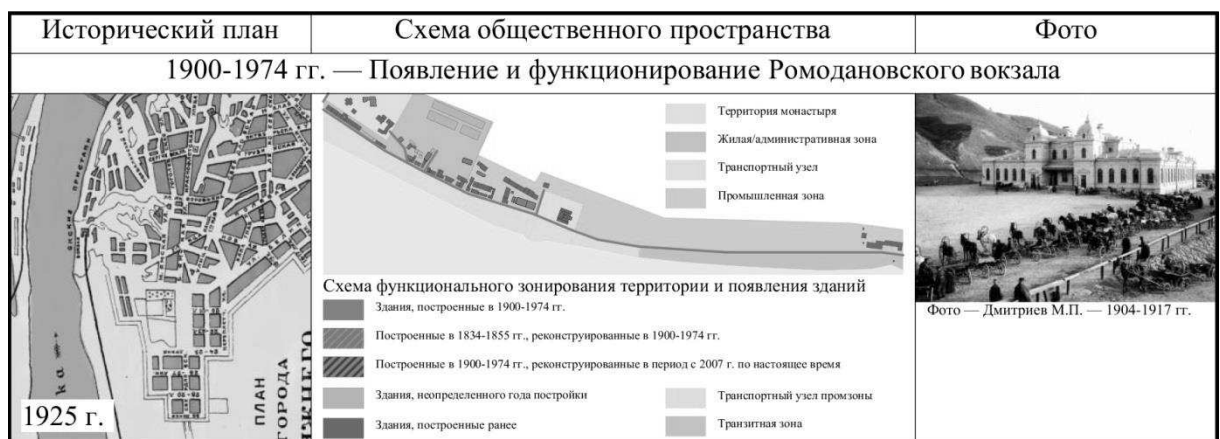 Исторический план
Схема общественного пространства
Фото
1900-1974 гг. — Появление и функционирование Ромодановского вокзала
Территория монастыря
Жилая/административная зона
Транспортный узел
Промышленная зона
Схема функционального зонирования территории и появления зданий
Здания, построенные в 1900-1974 гг.
Построенные в 1834-1855 гг., реконструированные в 1900-1974 гг.
Построенные в 1900-1974 гг., реконструированные в период с 2007 г. по настоящее время
Здания, неопределенного года постройки
Транспортный узел промзоны
Здания, построенные ранее
Транзитная зона
1925 г.
ПЛАН
Фото — Дмитриев М.П. — 1904-1917 гг.